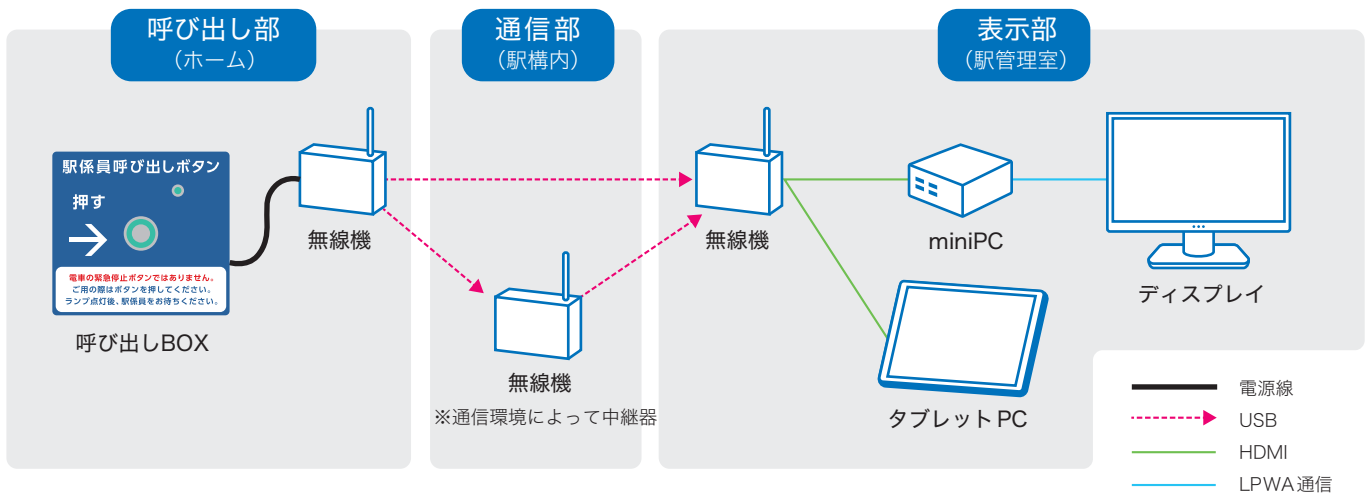 呼び出し部
（ホーム）
通信部
（駅構内）
表示部
（駅管理室）
駅係員呼び出しボタン
押す
電車の緊急停止ボタンではありません。
ご用の際はボタンを押してください。
ランプ点灯後、駅係員をお待ちください。
呼び出しBOX
無線機
無線機
※通信環境によって中継器
無線機
miniPC
ディスプレイ
タブレット PC
電源線
USB
HDMI
LPWA通信